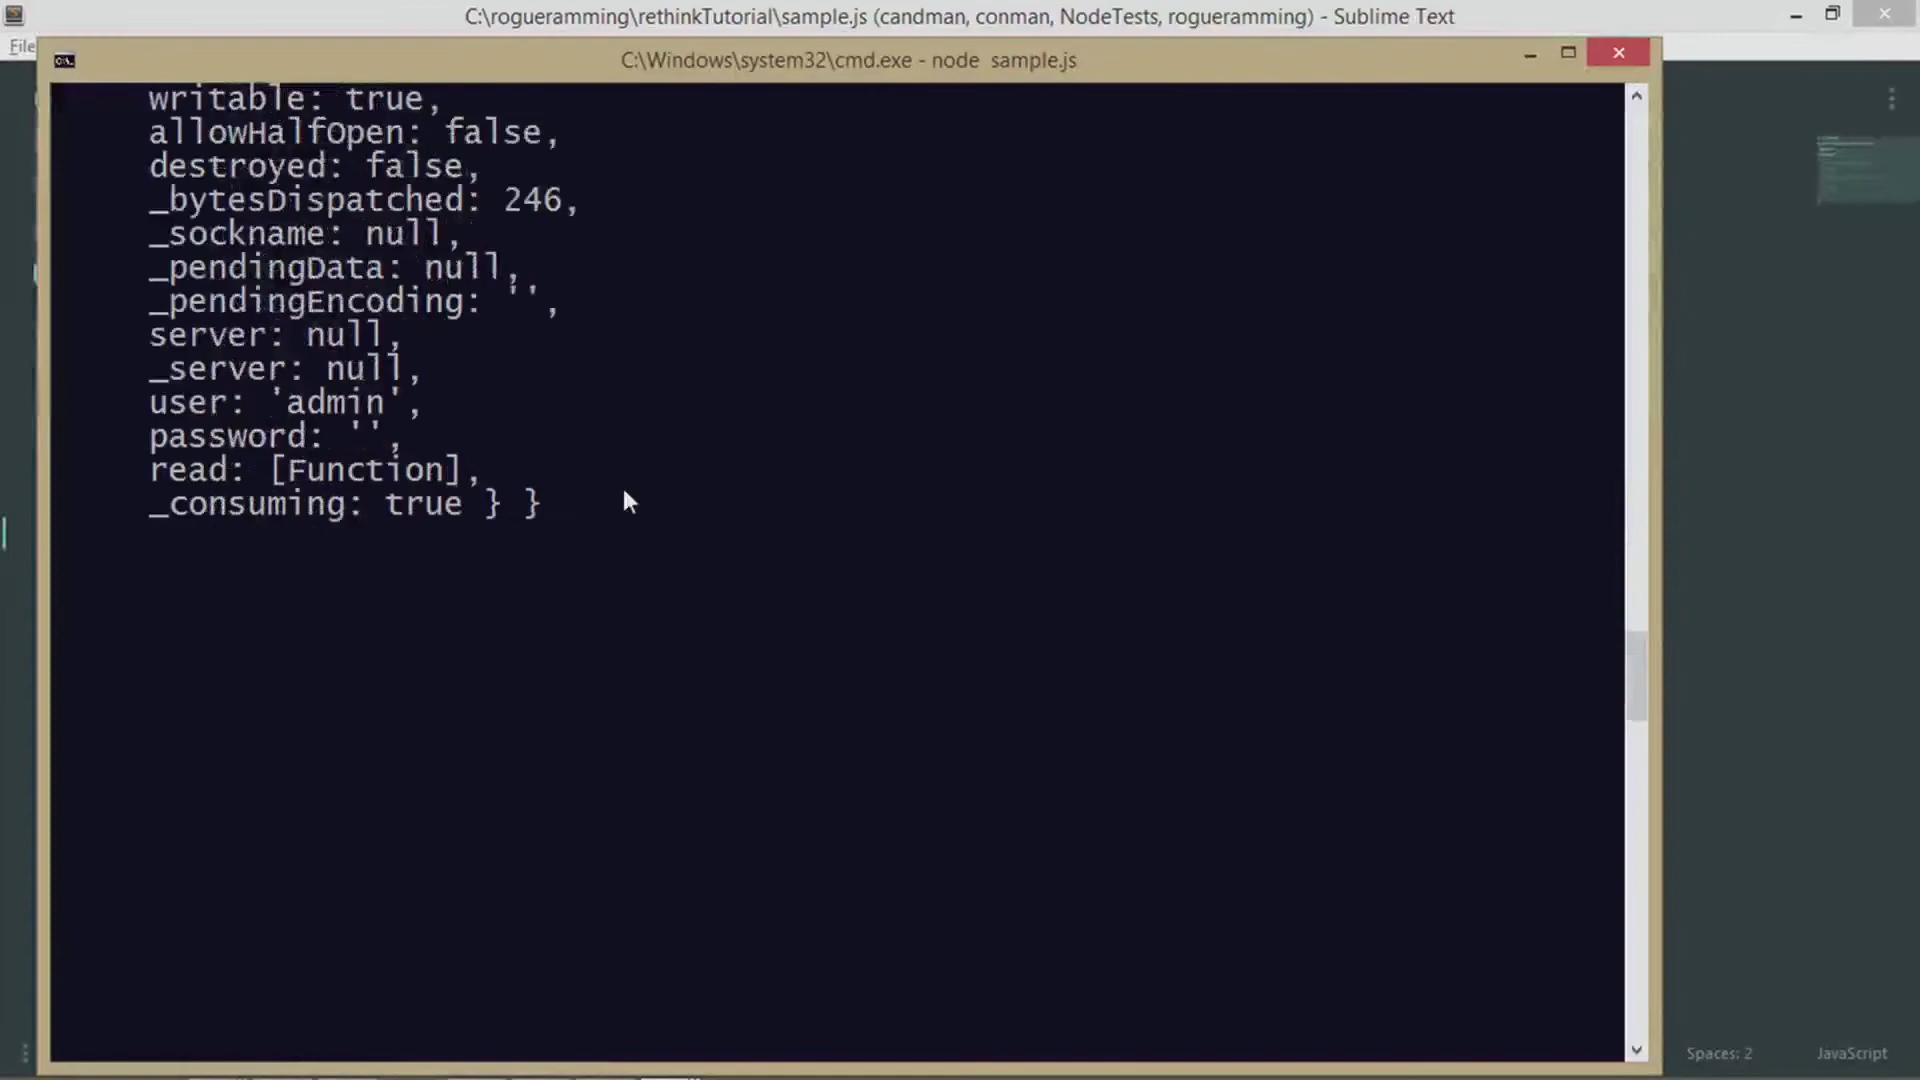 C:\rogueramming\rethinkTutorial\sample.js (candman, conman, NodeTests, rogueramming) - Sublime Text
File
C:\Windows\system32\cmd.exe - node  sample.js
writable: true,
allowHalfOpen: false,
destroyed: false,
_bytesDispatched: 246,
_sockname: null,
_pendingData: null,
_pendingEncoding: '',
server: null,
_server: null,
user: 'admin',
password: '',
read: [Function],
_consuming: true } }
Spaces: 2
JavaScript